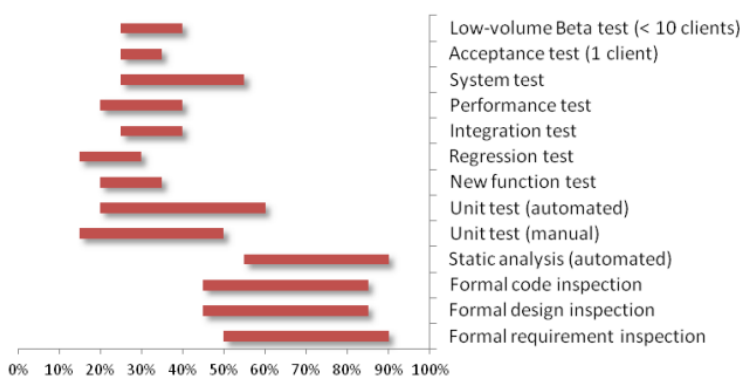 Low-volume Beta test (< 10 clients)
Acceptance test (1 client)
System test
Performance test
Integration test
Regression test
New function test
Unit test (automated)
Unit test (manual)
Static analysis (automated)
Formal code inspection
Formal design inspection
Formal requirement inspection
0% 10% 20% 30% 40% 50% 60% 70% 80% 90% 100%